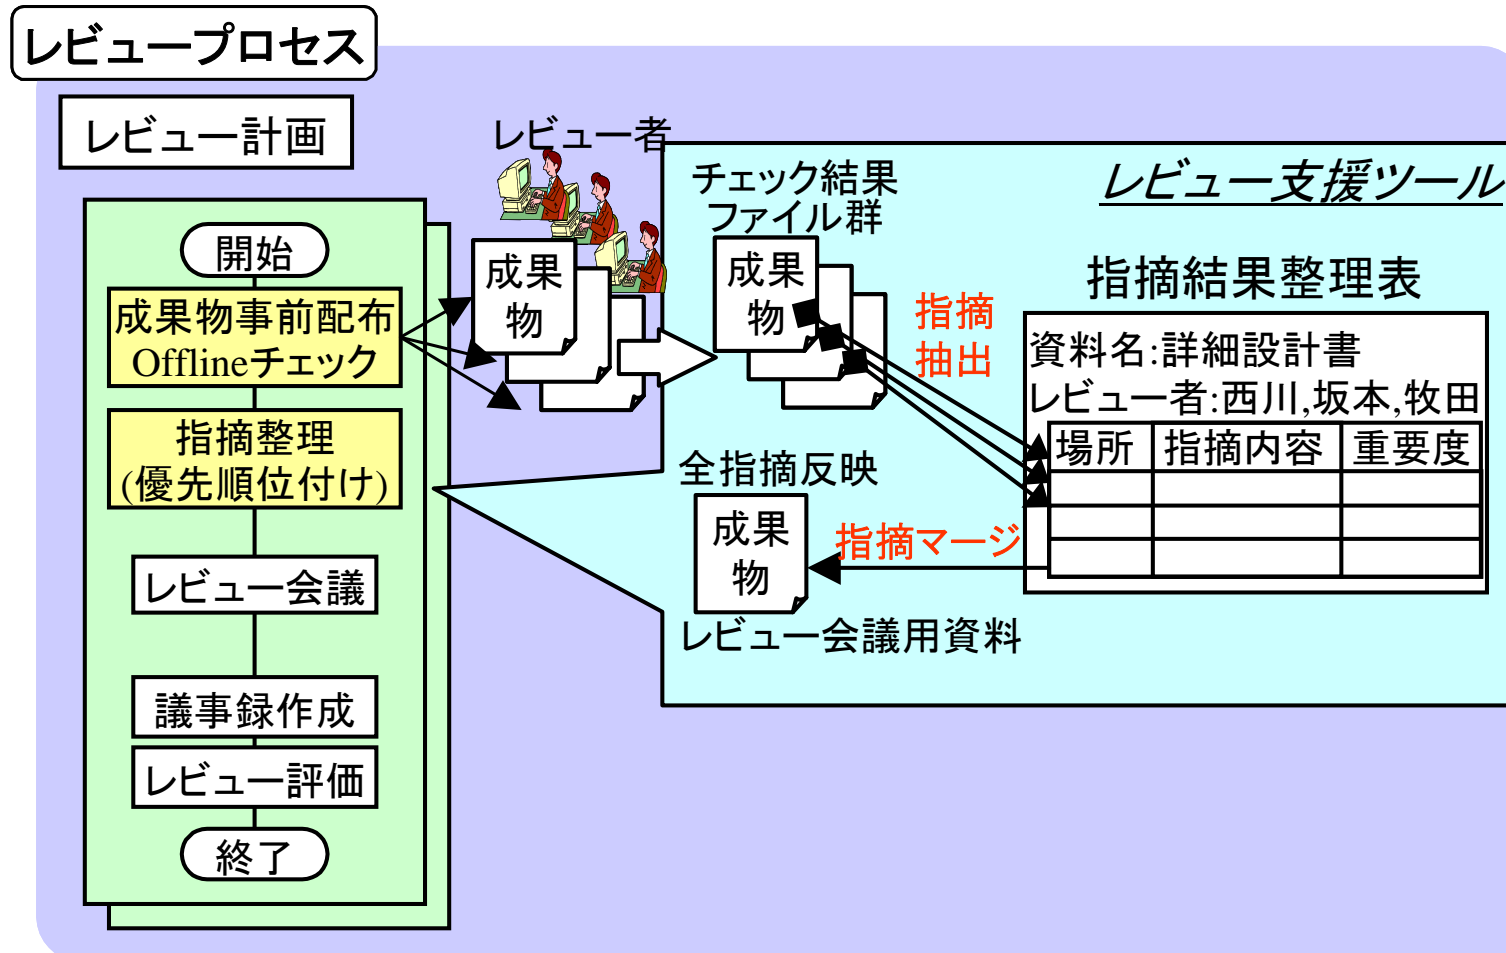 レビュープロセス
レビュー計画
開始
成果物事前配布
Offlineチェック
指摘整理
(優先順位付け)
レビュー会議
議事録作成
レビュー評価
終了
レビュー者
成果
物
チェック結果
ファイル群
成果
物
指摘
抽出
全指摘反映
成果
物
指摘マージ
レビュー会議用資料
レビュー支援ツール
指摘結果整理表
資料名:詳細設計書
レビュー者:西川,坂本,牧田
場所 指摘内容 重要度